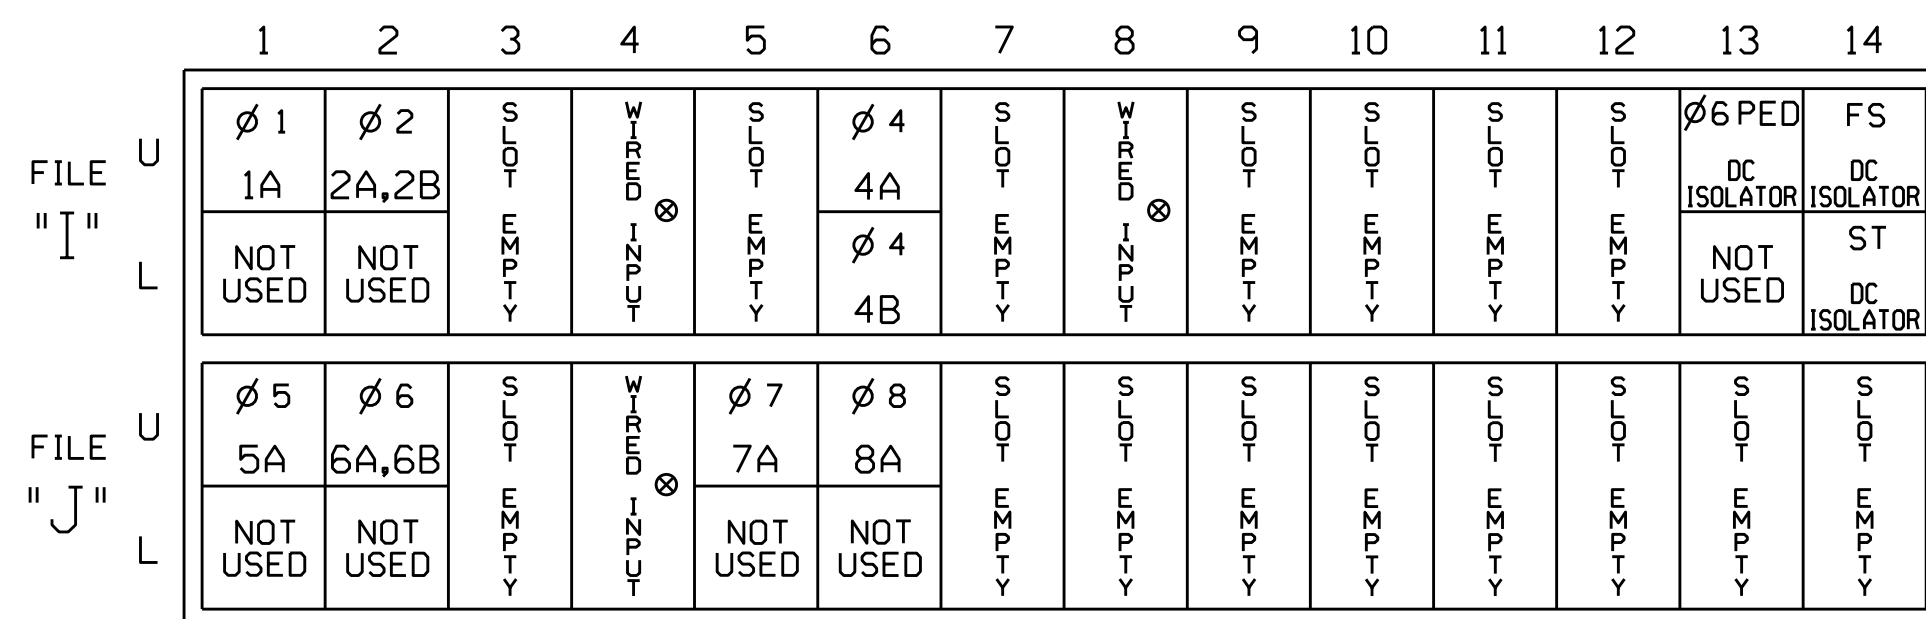 1 2 3 4 5 6 7 8 9 10 11 12 13 14
FILE "I"
U
L
Ø 1
1A
NOT
USED
Ø 2
2A,2B
NOT
USED
SLOT EMPTY
WIRED INPUT
SLOT EMPTY
Ø 4
4A
Ø 4
4B
SLOT EMPTY
WIRED INPUT
SLOT EMPTY
SLOT EMPTY
SLOT EMPTY
SLOT EMPTY
Ø6 PED
DC
ISOLATOR
NOT
USED
FS
DC
ISOLATOR
ST
DC
ISOLATOR
FILE "J"
U
L
Ø 5
5A
NOT
USED
Ø 6
6A,6B
NOT
USED
SLOT EMPTY
WIRED INPUT
Ø 7
7A
NOT
USED
Ø 8
8A
NOT
USED
SLOT EMPTY
SLOT EMPTY
SLOT EMPTY
SLOT EMPTY
SLOT EMPTY
SLOT EMPTY
SLOT EMPTY
SLOT EMPTY